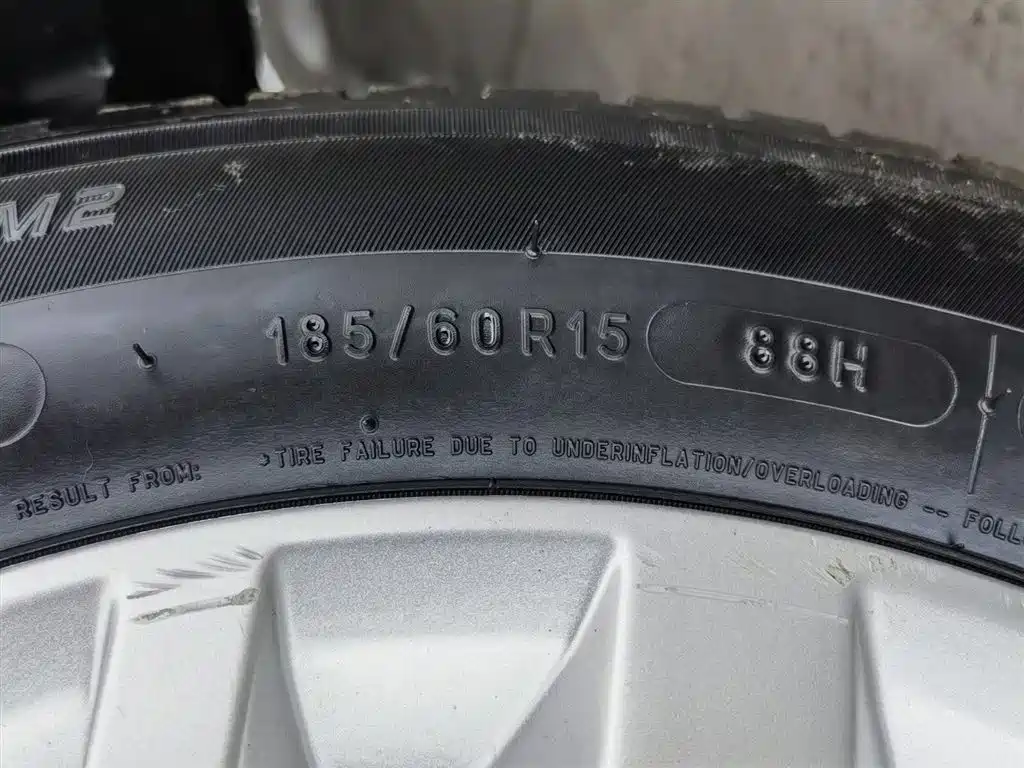 M2
185/60R15 88H
RESULT FROM: •TIRE FAILURE DUE TO UNDERINFLATION/OVERLOADING -- FOLL